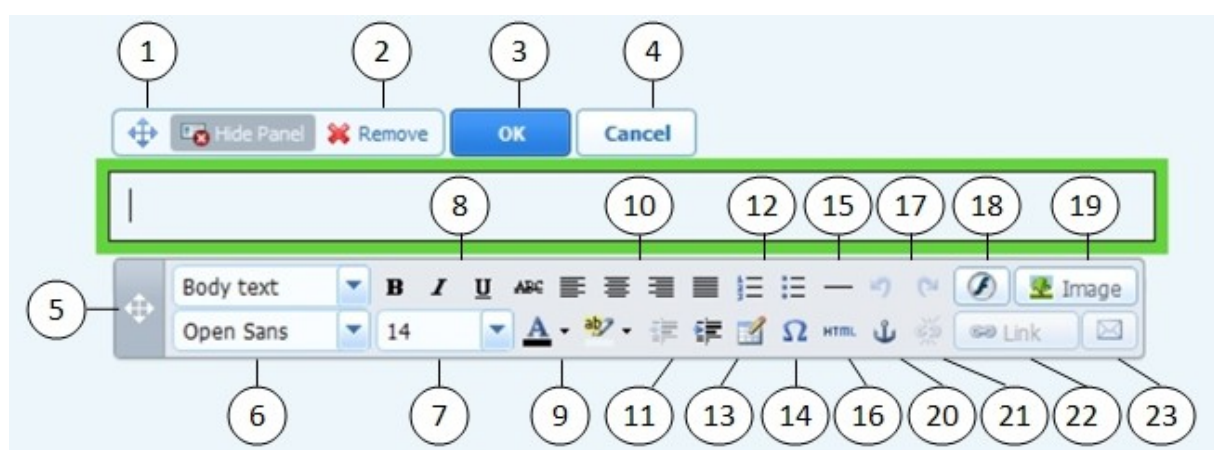 1 2 3 4
Hide Panel Remove OK Cancel
8 10 12 15 17 18 19
5
Body text B I U ABC Image
Open Sans 14 A ab Ω HTML Link
6 7 9 11 13 14 16 20 21 22 23